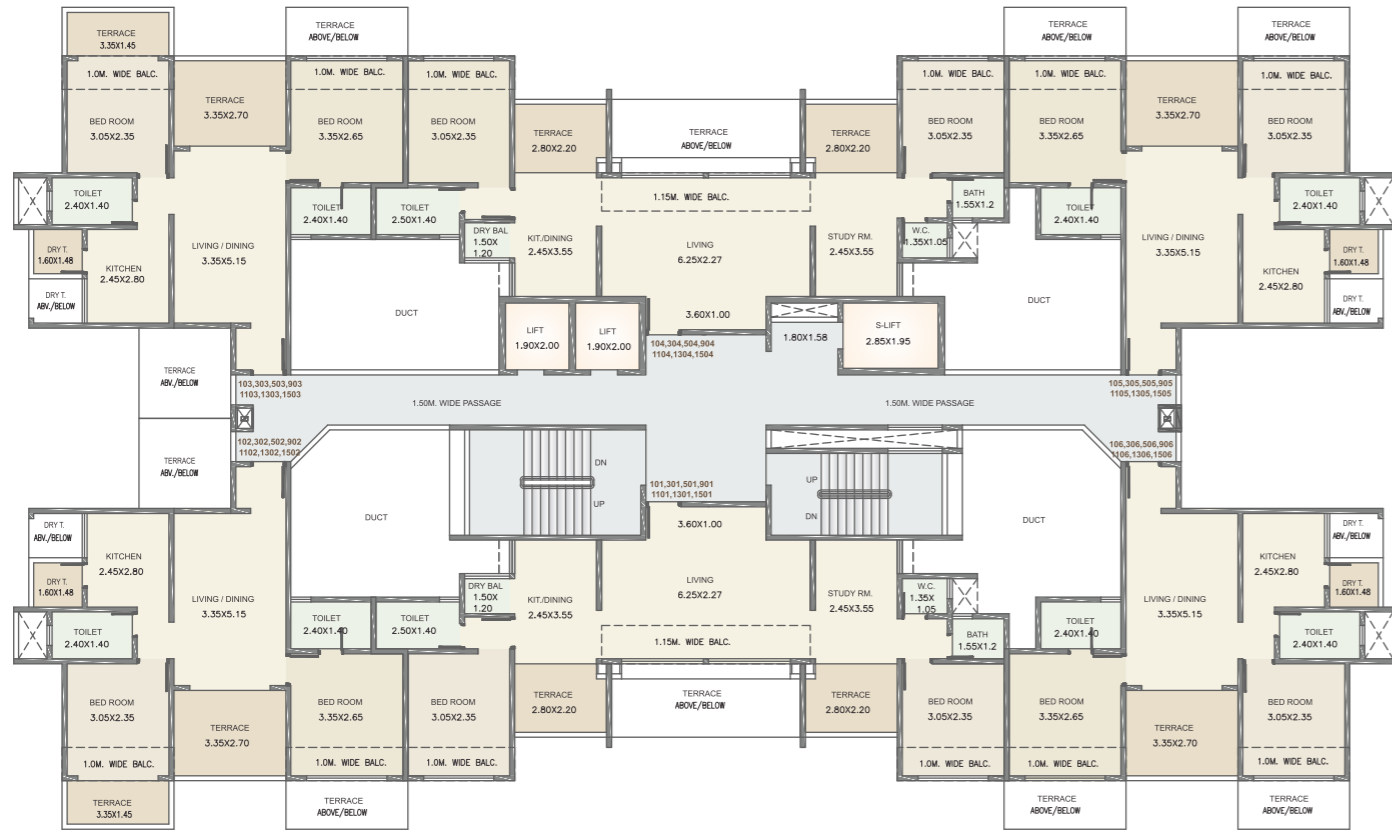 TERRACE
3.35X1.45
TERRACE
ABOVE/BELOW
TERRACE
ABOVE/BELOW
TERRACE
ABOVE/BELOW
1.0M. WIDE BALC.
1.0M. WIDE BALC.
1.0M. WIDE BALC.
1.0M. WIDE BALC.
1.0M. WIDE BALC.
1.0M. WIDE BALC.
TERRACE
3.35X2.70
TERRACE
3.35X2.70
BED ROOM
3.05X2.35
BED ROOM
3.35X2.65
BED ROOM
3.05X2.35
TERRACE
2.80X2.20
TERRACE
ABOVE/BELOW
TERRACE
2.80X2.20
BED ROOM
3.05X2.35
BED ROOM
3.35X2.65
BED ROOM
3.05X2.35
TOILET
2.40X1.40
TOILET
2.40X1.40
TOILET
2.50X1.40
1.15M. WIDE BALC.
BATH
1.55X1.2
TOILET
2.40X1.40
TOILET
2.40X1.40
DRY T.
1.60X1.48
KITCHEN
2.45X2.80
LIVING / DINING
3.35X5.15
DRY BAL
1.50X
1.20
KIT./DINING
2.45X3.55
LIVING
6.25X2.27
STUDY RM.
2.45X3.55
W.C.
1.35X1.05
LIVING / DINING
3.35X5.15
KITCHEN
2.45X2.80
DRY T.
1.60X1.48
DRY T.
ABV./BELOW
DRY T.
ABV./BELOW
DUCT
DUCT
LIFT
1.90X2.00
LIFT
1.90X2.00
3.60X1.00
1.80X1.58
S-LIFT
2.85X1.95
104,304,504,904
1104,1304,1504
TERRACE
ABV./BELOW
103,303,503,903
1103,1303,1503
1.50M. WIDE PASSAGE
1.50M. WIDE PASSAGE
105,305,505,905
1105,1305,1505
102,302,502,902
1102,1302,1502
106,306,506,906
1106,1306,1506
TERRACE
ABV./BELOW
DN
UP
101,301,501,901
1101,1301,1501
UP
DN
DUCT
DUCT
3.60X1.00
DRY T.
ABV./BELOW
DRY T.
ABV./BELOW
KITCHEN
2.45X2.80
KITCHEN
2.45X2.80
DRY T.
1.60X1.48
LIVING / DINING
3.35X5.15
DRY BAL
1.50X
1.20
KIT./DINING
2.45X3.55
LIVING
6.25X2.27
STUDY RM.
2.45X3.55
W.C.
1.35X
1.05
LIVING / DINING
3.35X5.15
DRY T.
1.60X1.48
TOILET
2.40X1.40
TOILET
2.40X1.40
TOILET
2.50X1.40
1.15M. WIDE BALC.
BATH
1.55X1.2
TOILET
2.40X1.40
TOILET
2.40X1.40
BED ROOM
3.05X2.35
BED ROOM
3.35X2.65
BED ROOM
3.05X2.35
TERRACE
2.80X2.20
TERRACE
ABOVE/BELOW
TERRACE
2.80X2.20
BED ROOM
3.05X2.35
BED ROOM
3.35X2.65
BED ROOM
3.05X2.35
TERRACE
3.35X2.70
TERRACE
3.35X2.70
1.0M. WIDE BALC.
1.0M. WIDE BALC.
1.0M. WIDE BALC.
1.0M. WIDE BALC.
1.0M. WIDE BALC.
1.0M. WIDE BALC.
TERRACE
3.35X1.45
TERRACE
ABOVE/BELOW
TERRACE
ABOVE/BELOW
TERRACE
ABOVE/BELOW